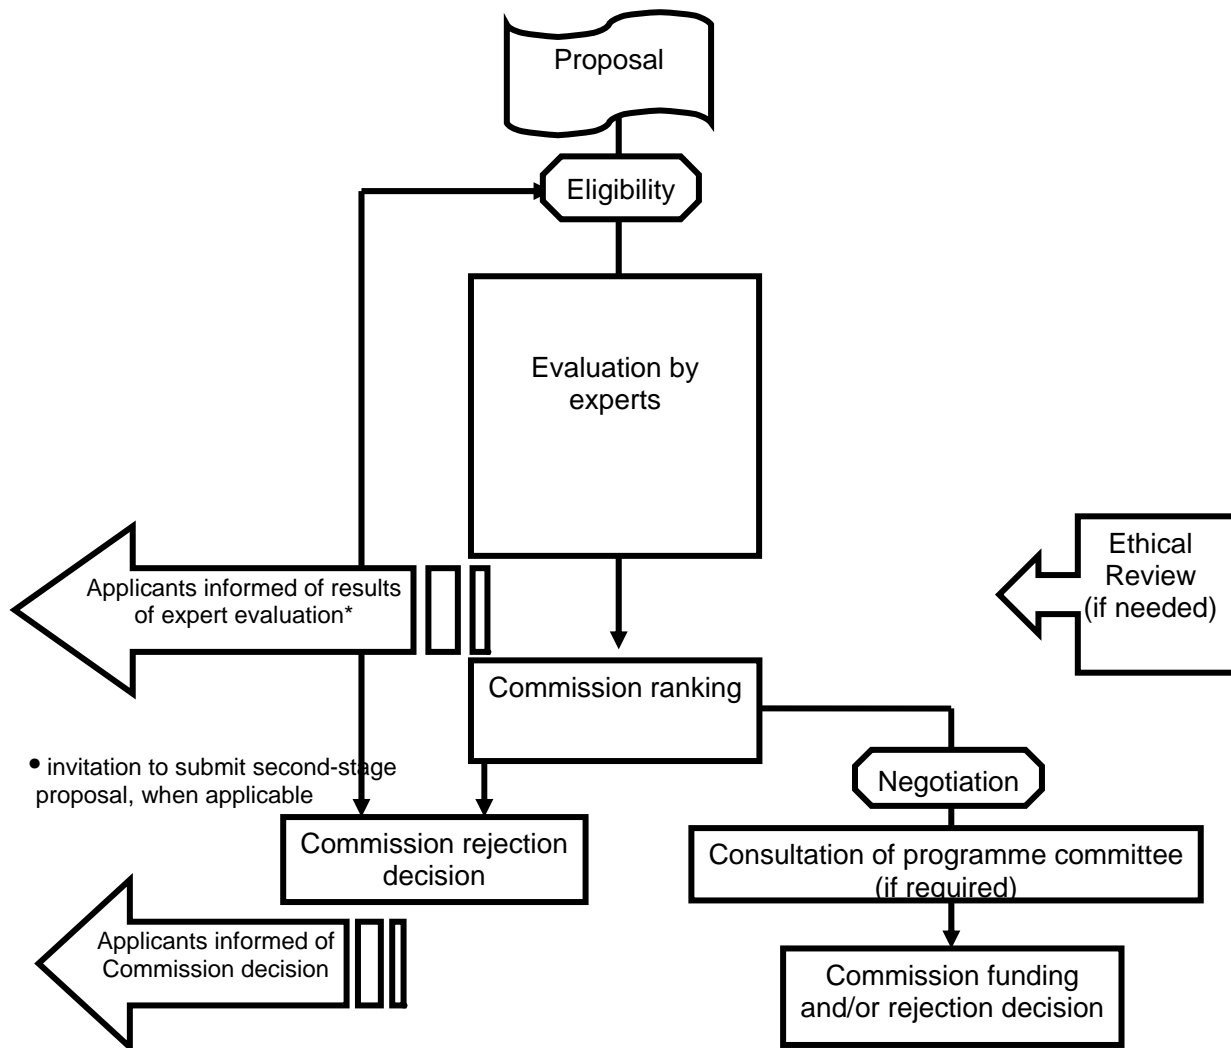 Proposal
Eligibility
Evaluation by
experts
Ethical
Review
(if needed)
Applicants informed of results
of expert evaluation*
Commission ranking
• invitation to submit second-stage
proposal, when applicable
Negotiation
Commission rejection
decision
Consultation of programme committee
(if required)
Applicants informed of
Commission decision
Commission funding
and/or rejection decision